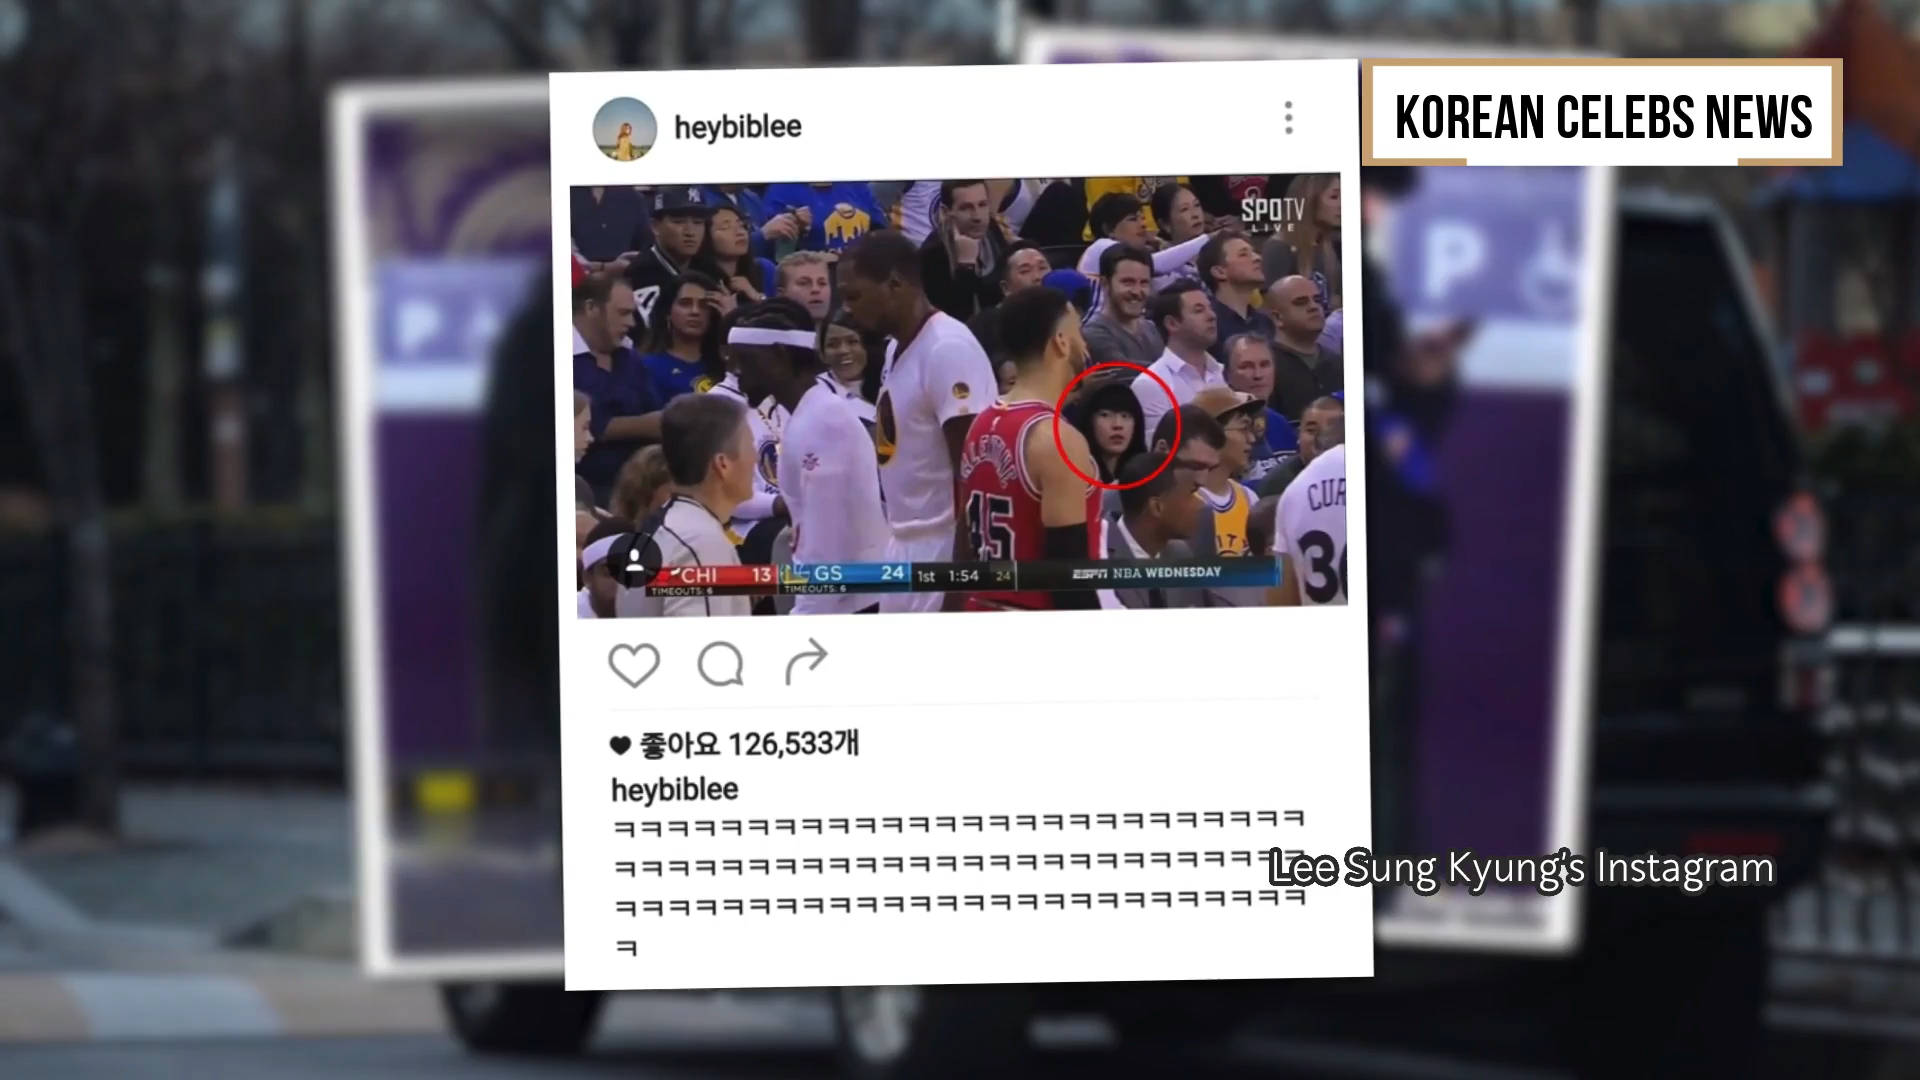 KOREAN CELEBS NEWS
heybiblee
SPOTV
LIVE
45
CUR
CHI 13 GS 24 1st 1:54 24 ESPN NBA WEDNESDAY
TIMEOUTS: 6 TIMEOUTS: 6
좋아요 126,533개
heybiblee
ㅋㅋㅋㅋㅋㅋㅋㅋㅋㅋㅋㅋㅋㅋㅋㅋㅋㅋㅋㅋㅋㅋㅋㅋㅋㅋ
ㅋㅋㅋㅋㅋㅋㅋㅋㅋㅋㅋㅋㅋㅋㅋㅋㅋㅋㅋㅋㅋㅋㅋㅋㅋㅋ
ㅋㅋㅋㅋㅋㅋㅋㅋㅋㅋㅋㅋㅋㅋㅋㅋㅋㅋㅋㅋㅋㅋㅋㅋㅋㅋ
ㅋ
Lee Sung Kyung's Instagram